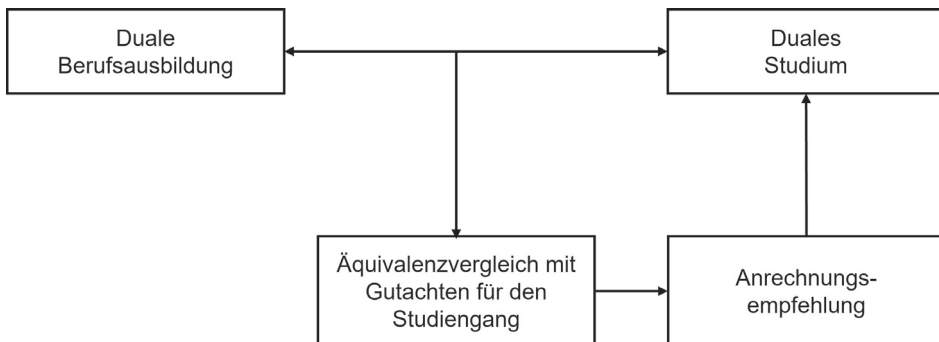 Duale
Berufsausbildung
Duales
Studium
Äquivalenzvergleich mit
Gutachten für den
Studiengang
Anrechnungs-
empfehlung